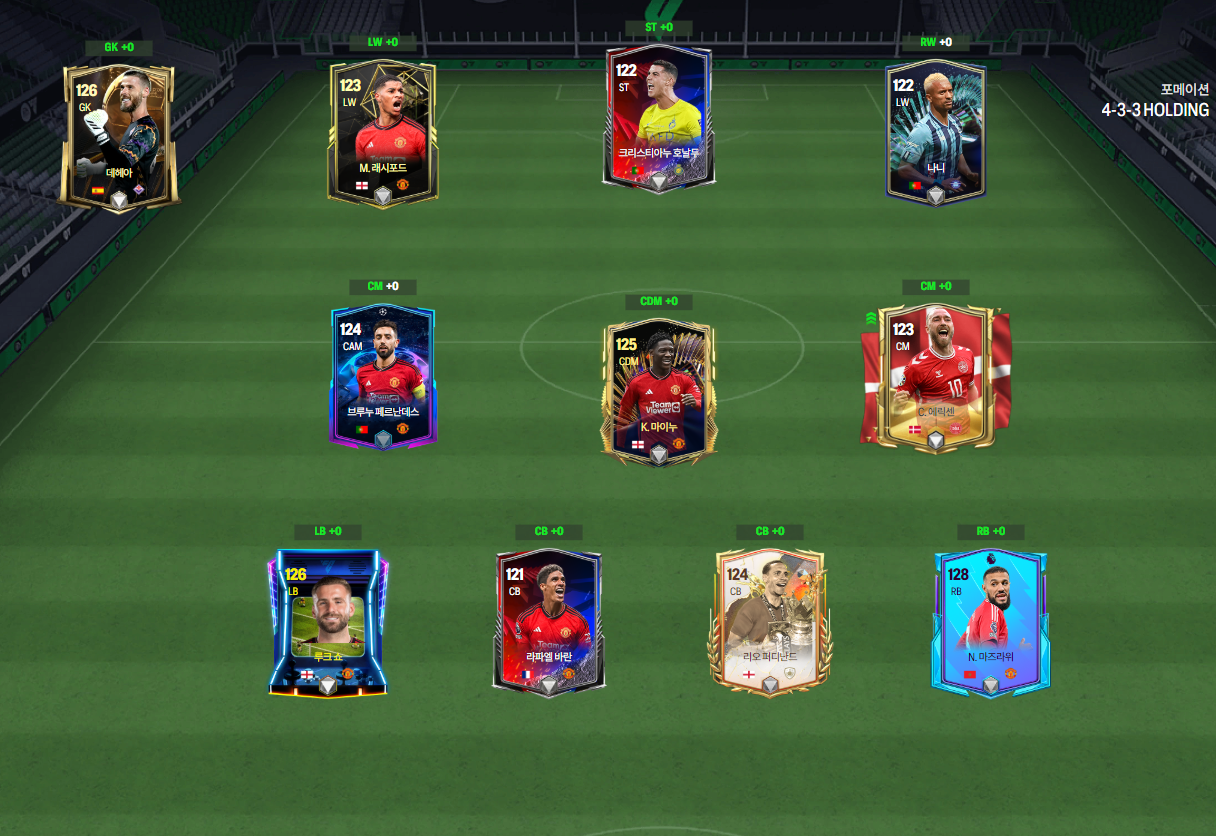 ST +0
GK +0
LW +0
RW +0
126
GK
데헤아
123
LW
M. 래시포드
122
ST
크리스티아누 호날두
122
LW
나니
포메이션
4-3-3 HOLDING
CM +0
CDM +0
CM +0
124
CAM
브루누 페르난데스
125
CDM
Team
Viewer
K. 마이누
123
CM
10
C. 에릭센
LB +0
CB +0
CB +0
RB +0
126
LB
루크 쇼
121
CB
라파엘 바란
124
CB
리오 퍼디난드
128
RB
N. 마즈라위